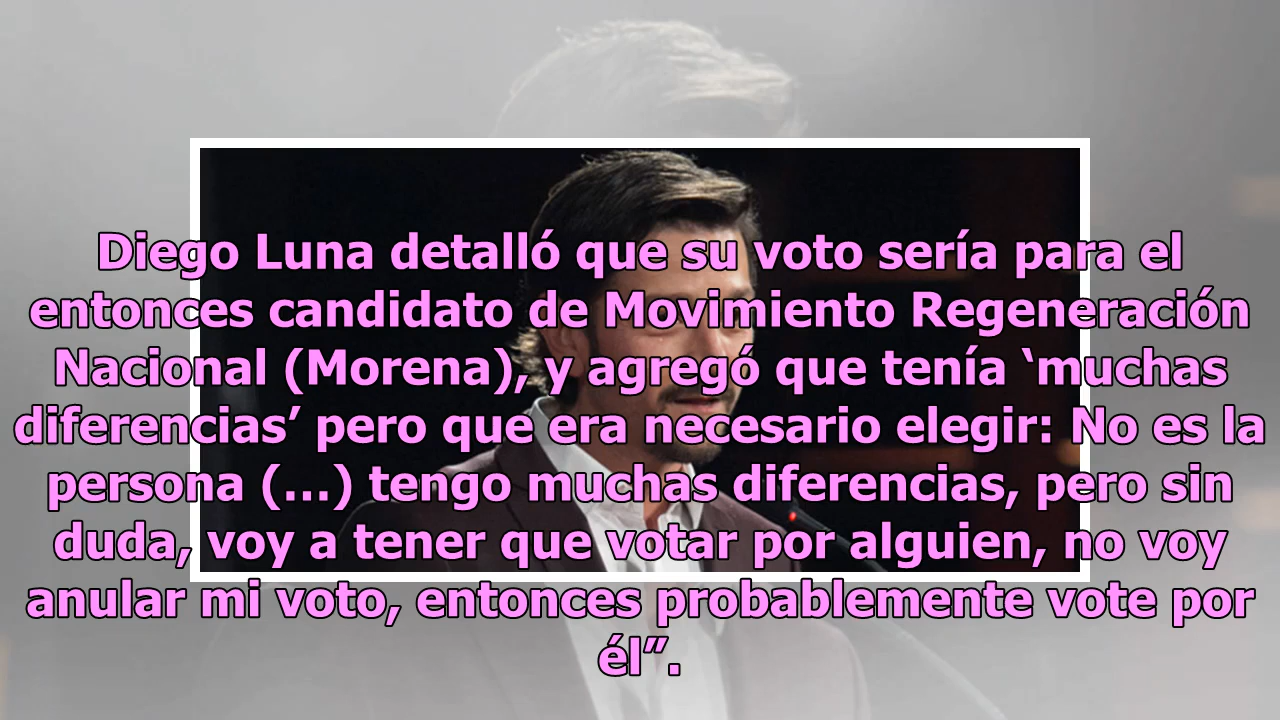 Diego Luna detalló que su voto sería para el
entonces candidato de Movimiento Regeneración
Nacional (Morena), y agregó que tenía ‘muchas
diferencias’ pero que era necesario elegir: No es la
persona (...) tengo muchas diferencias, pero sin
duda, voy a tener que votar por alguien, no voy
anular mi voto, entonces probablemente vote por
él”.